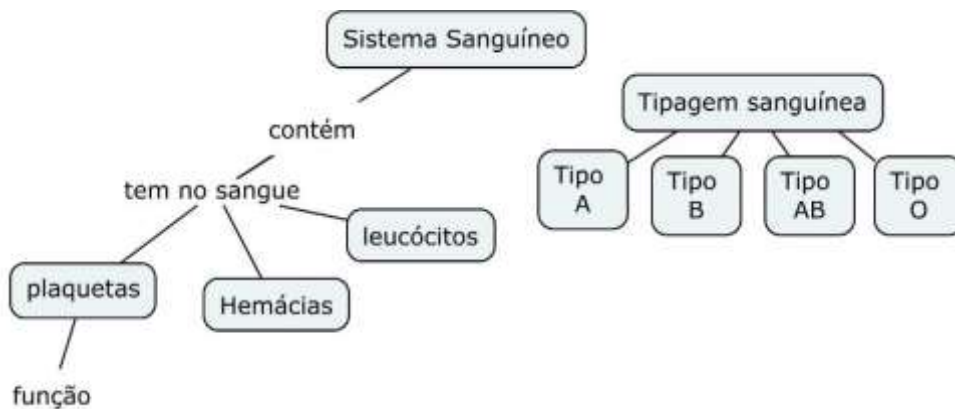 Sistema Sanguíneo
contém
tem no sangue
leucócitos
plaquetas
Hemácias
função
Tipagem sanguínea
Tipo
A
Tipo
B
Tipo
AB
Tipo
O